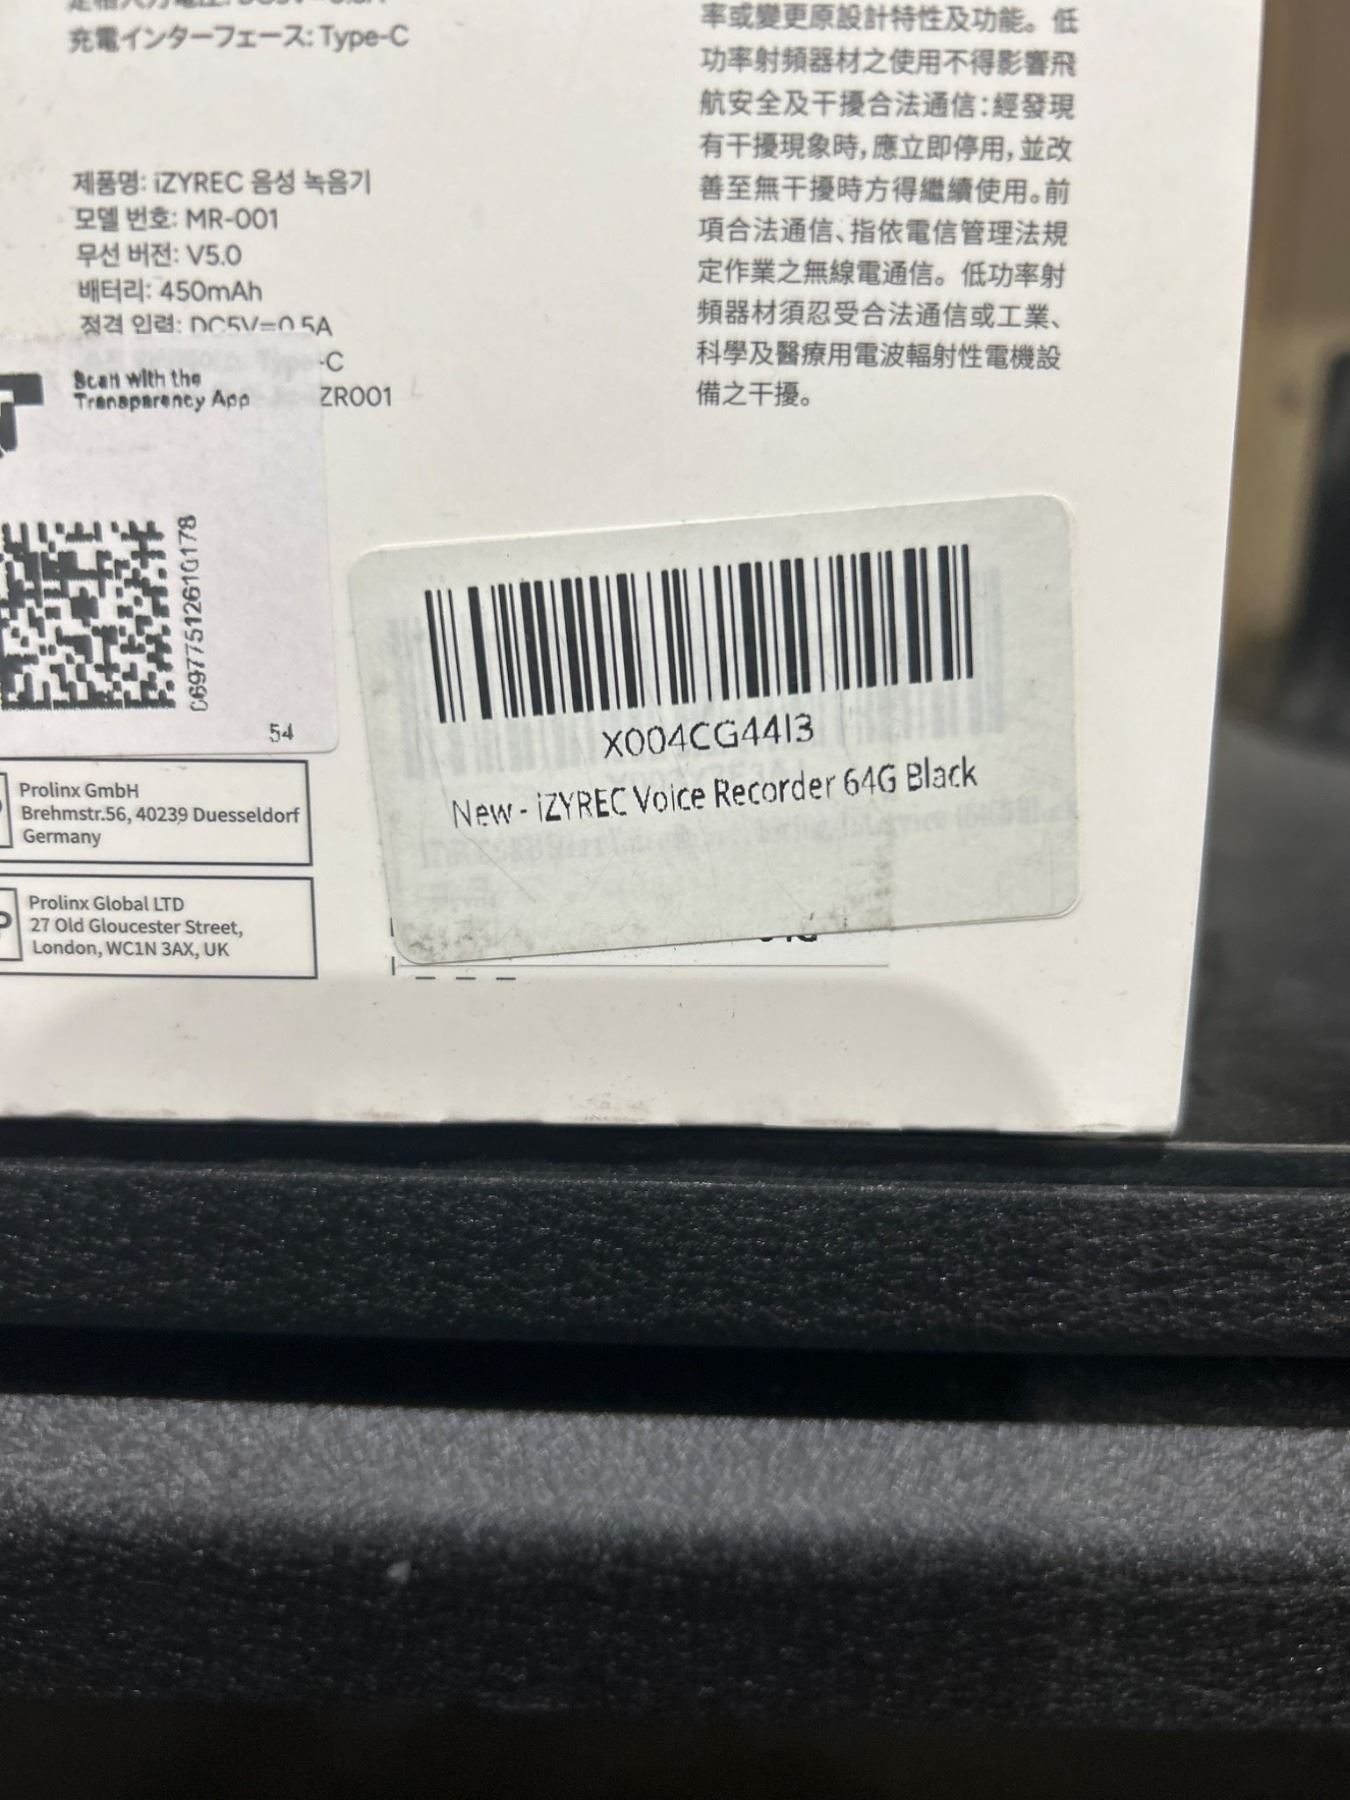 充電インターフェース: Type-C
제품명: iZYREC 음성 녹음기
모델 번호: MR-001
무선 버전: V5.0
배터리: 450mAh
정격 입력: DC5V=0.5A
Type-C
ZR001
Scan with the
Transparency App
06977512610178
54
Prolinx GmbH
Brehmstr.56, 40239 Duesseldorf
Germany
Prolinx Global LTD
27 Old Gloucester Street,
London, WC1N 3AX, UK
率或變更原設計特性及功能。低
功率射頻器材之使用不得影響飛
航安全及干擾合法通信：經發現
有干擾現象時，應立即停用，並改
善至無干擾時方得繼續使用。前
項合法通信、指依電信管理法規
定作業之無線電通信。低功率射
頻器材須忍受合法通信或工業、
科學及醫療用電波輻射性電機設
備之干擾。
X004CG44I3
New - iZYREC Voice Recorder 64G Black